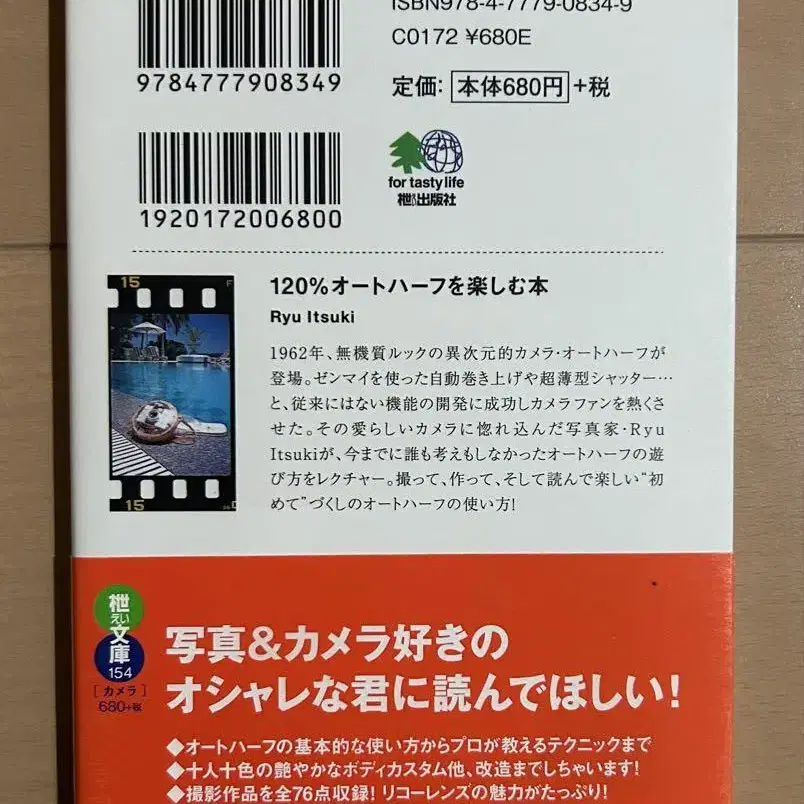 ISBN978-4-7779-0834-9
C0172 ¥680E
9784777908349
定価: 本体680円+税
1920172006800
for tasty life
枻出版社
15
F
120%オートハーフを楽しむ本
Ryu Itsuki
1962年、無機質ルックの異次元的カメラ・オートハーフが
登場。ゼンマイを使った自動巻き上げや超薄型シャッター…
と、従来にはない機能の開発に成功しカメラファンを熱くさ
せた。その愛らしいカメラに惚れ込んだ写真家・Ryu
Itsukiが、今までに誰も考えもしなかったオートハーフの遊
び方をレクチャー。撮って、作って、そして読んで楽しい“初
めて”づくしのオートハーフの使い方!
15
枻
えい
文庫
154
[カメラ]
680+税
写真&カメラ好きの
オシャレな君に読んでほしい!
◆オートハーフの基本的な使い方からプロが教えるテクニックまで
◆十人十色の艶やかなボディカスタム他、改造までしちゃいます!
◆撮影作品を全76点収録! リコーレンズの魅力がたっぷり!